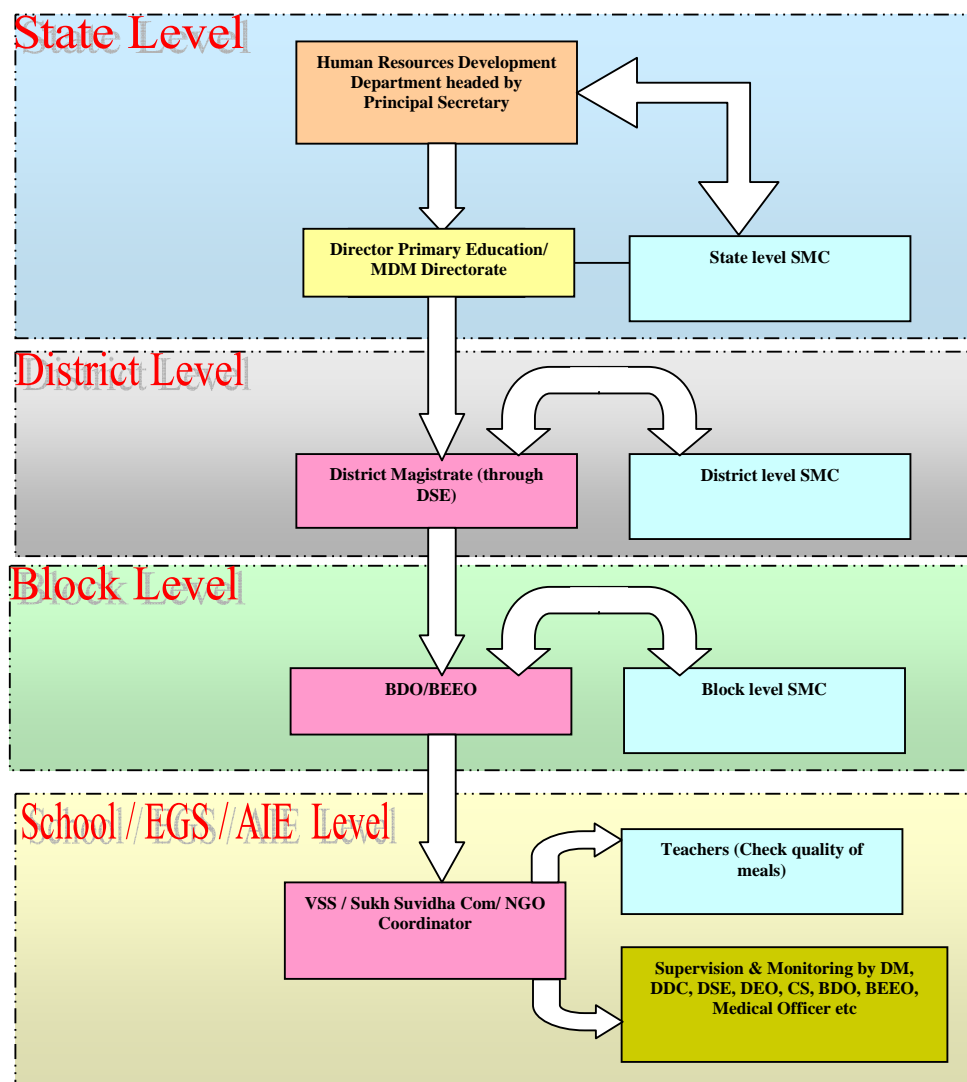 State Level
Human Resources Development
Department headed by
Principal Secretary
Director Primary Education/
MDM Directorate
State level SMC
District Level
District Magistrate (through
DSE)
District level SMC
Block Level
BDO/BEEO
Block level SMC
School / EGS / AIE Level
Teachers (Check quality of
meals)
VSS / Sukh Suvidha Com/ NGO
Coordinator
Supervision & Monitoring by DM,
DDC, DSE, DEO, CS, BDO, BEEO,
Medical Officer etc